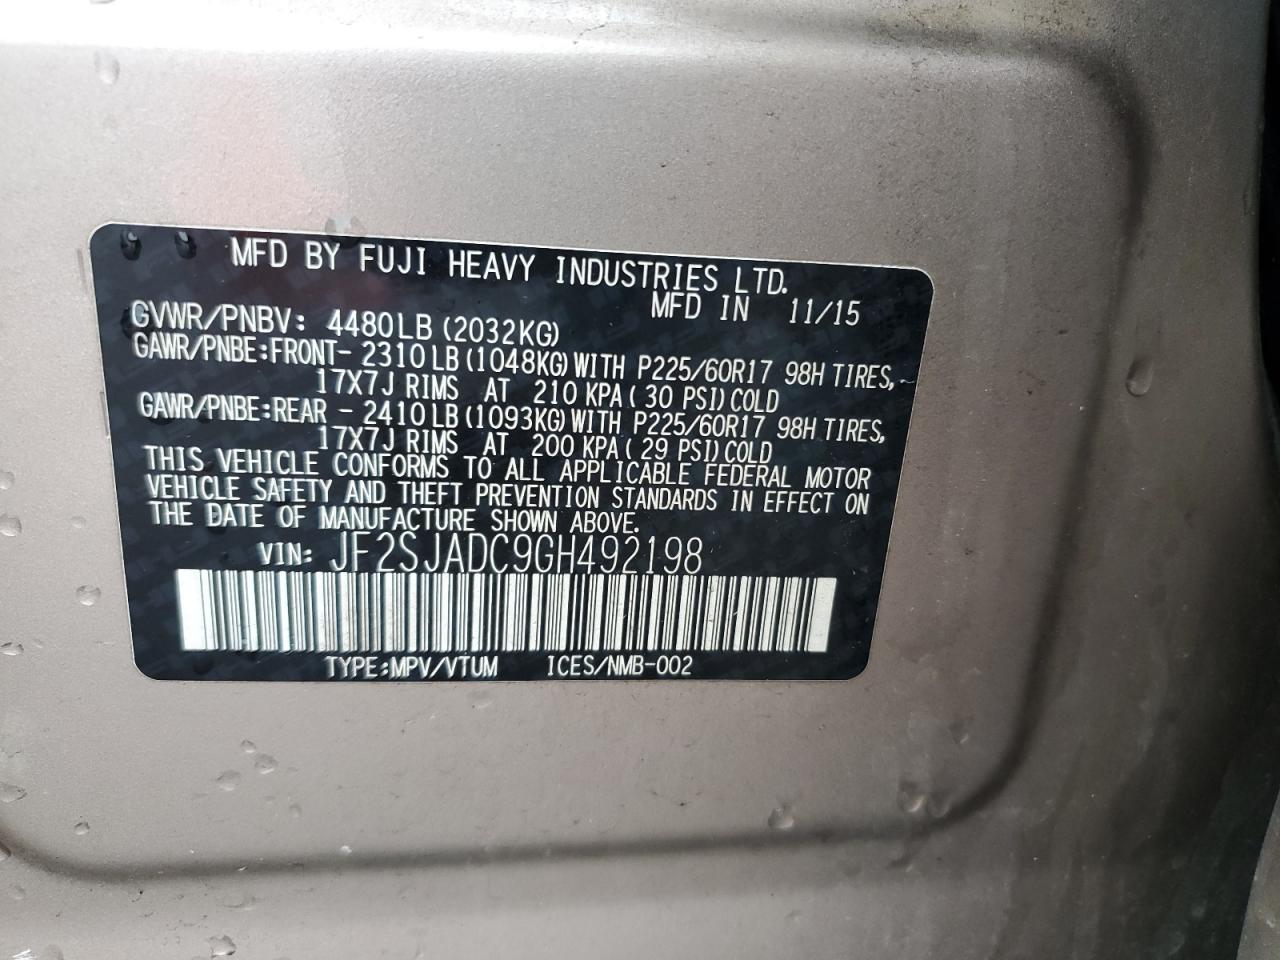 MFD BY FUJI HEAVY INDUSTRIES LTD.
MFD IN 11/15
GVWR/PNBV: 4480LB (2032KG)
GAWR/PNBE:FRONT- 2310LB (1048KG) WITH P225/60R17 98H TIRES,
17X7J RIMS AT 210 KPA( 30 PSI) COLD
GAWR/PNBE:REAR - 2410LB (1093KG) WITH P225/60R17 98H TIRES,
17X7J RIMS AT 200 KPA( 29 PSI) COLD
THIS VEHICLE CONFORMS TO ALL APPLICABLE FEDERAL MOTOR
VEHICLE SAFETY AND THEFT PREVENTION STANDARDS IN EFFECT ON
THE DATE OF MANUFACTURE SHOWN ABOVE.
VIN: JF2SJADC9GH492198
TYPE:MPV/VTUM ICES/NMB-002